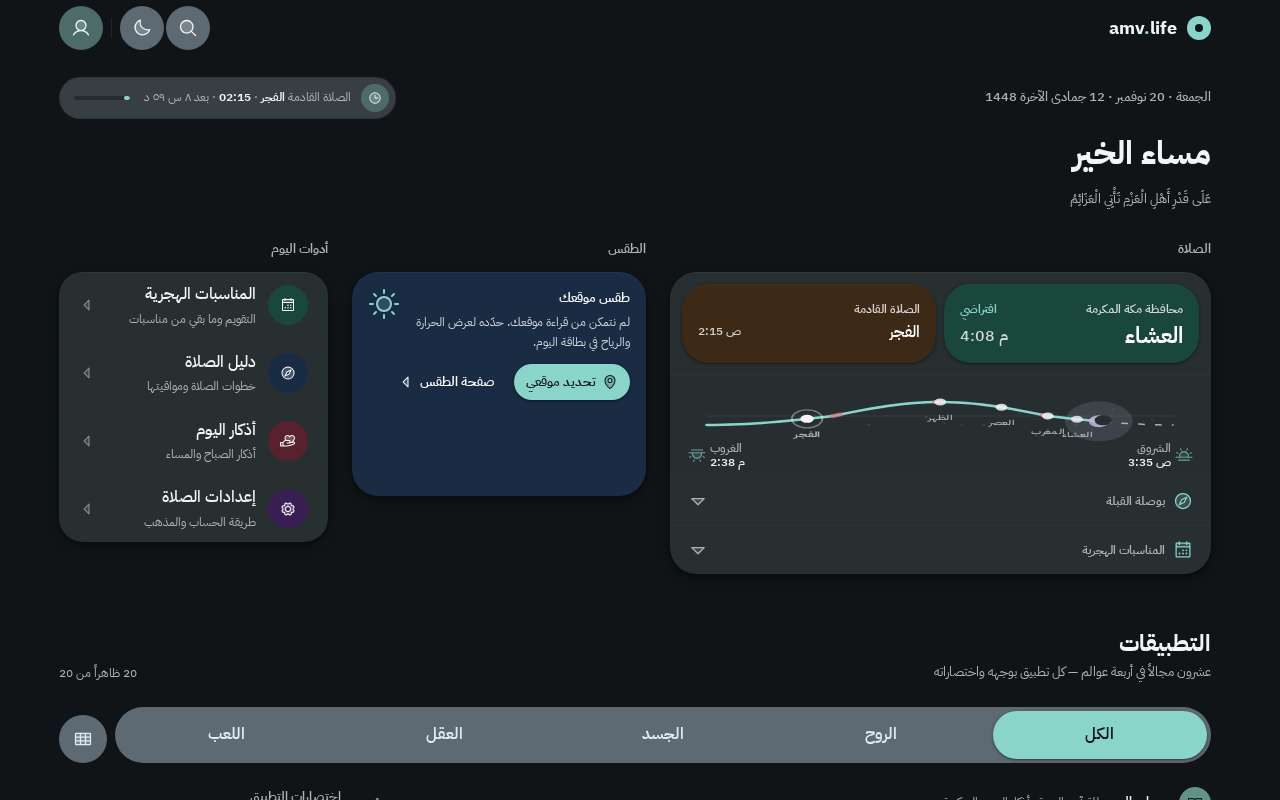 amv.life
الجمعة · 20 نوفمبر · 12 جمادى الآخرة 1448
الصلاة القادمة الفجر · 02:15 · بعد ٨ س ٥٩ د
مساء الخير
عَلَى قَدْرِ أَهْلِ الْعَزْمِ تَأْتِي الْعَزَائِمُ
الصلاة
محافظة مكة المكرمة
افتراضي
العشاء
4:08 م
الصلاة القادمة
الفجر
2:15 ص
الفجر
الظهر
العصر
المغرب
العشاء
الشروق
3:35 ص
الغروب
2:38 م
بوصلة القبلة
المناسبات الهجرية
الطقس
طقس موقعك
لم نتمكن من قراءة موقعك. حدّده لعرض الحرارة
والرياح في بطاقة اليوم.
تحديد موقعي
صفحة الطقس
أدوات اليوم
المناسبات الهجرية
التقويم وما بقي من مناسبات
دليل الصلاة
خطوات الصلاة ومواقيتها
أذكار اليوم
أذكار الصباح والمساء
إعدادات الصلاة
طريقة الحساب والمذهب
التطبيقات
عشرون مجالاً في أربعة عوالم — كل تطبيق بوجهه واختصاراته
20 ظاهراً من 20
الكل
الروح
الجسد
العقل
اللعب
اختصارات التطبيق